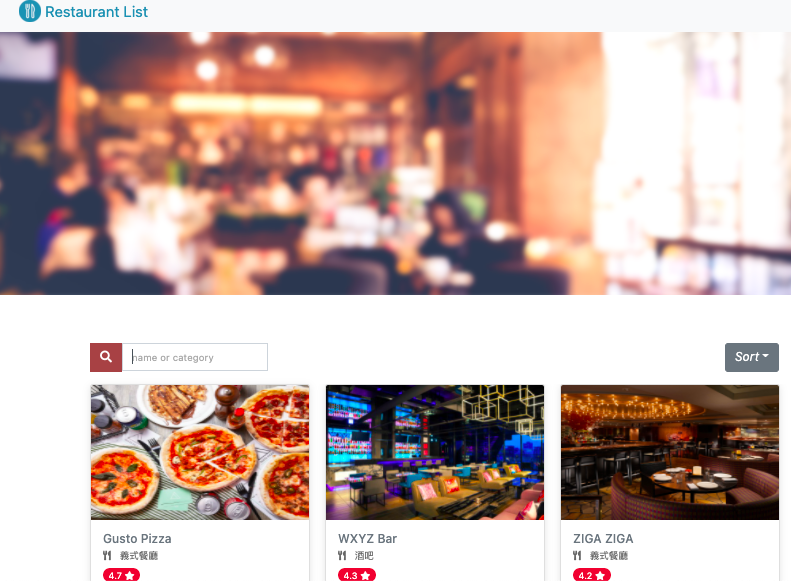 Restaurant List
name or category
Sort
Gusto Pizza
義式餐廳
4.7
WXYZ Bar
酒吧
4.3
ZIGA ZIGA
義式餐廳
4.2